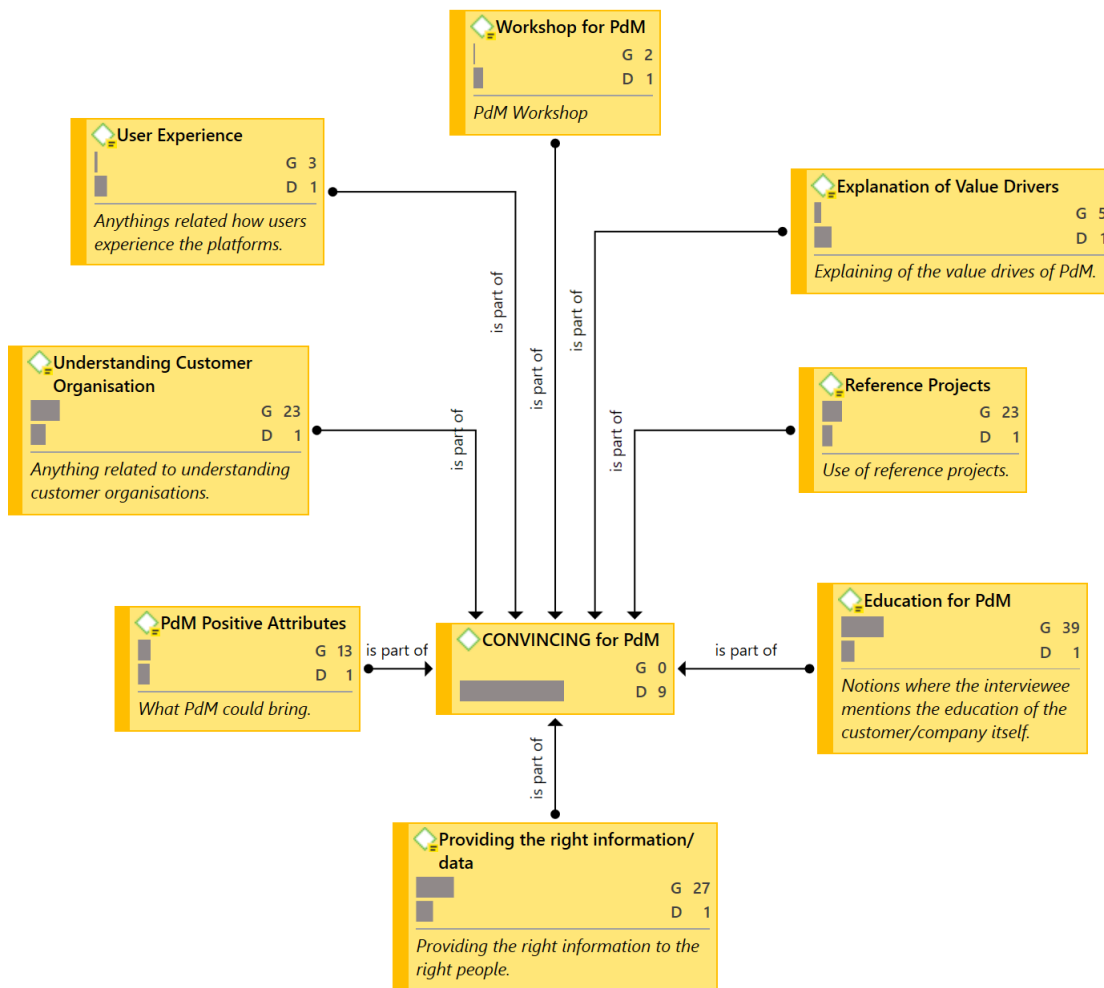 Workshop for PdM
G 2
D 1
PdM Workshop
User Experience
G 3
D 1
Anythings related how users
experience the platforms.
Explanation of Value Drivers
G 5
D 1
Explaining of the value drives of PdM.
is part of
is part of
is part of
Understanding Customer
Organisation
G 23
D 1
Anything related to understanding
customer organisations.
Reference Projects
G 23
D 1
Use of reference projects.
is part of
is part of
PdM Positive Attributes
G 13
D 1
What PdM could bring.
is part of
CONVINCING for PdM
G 0
D 9
is part of
Education for PdM
G 39
D 1
Notions where the interviewee
mentions the education of the
customer/company itself.
is part of
Providing the right information/
data
G 27
D 1
Providing the right information to the
right people.